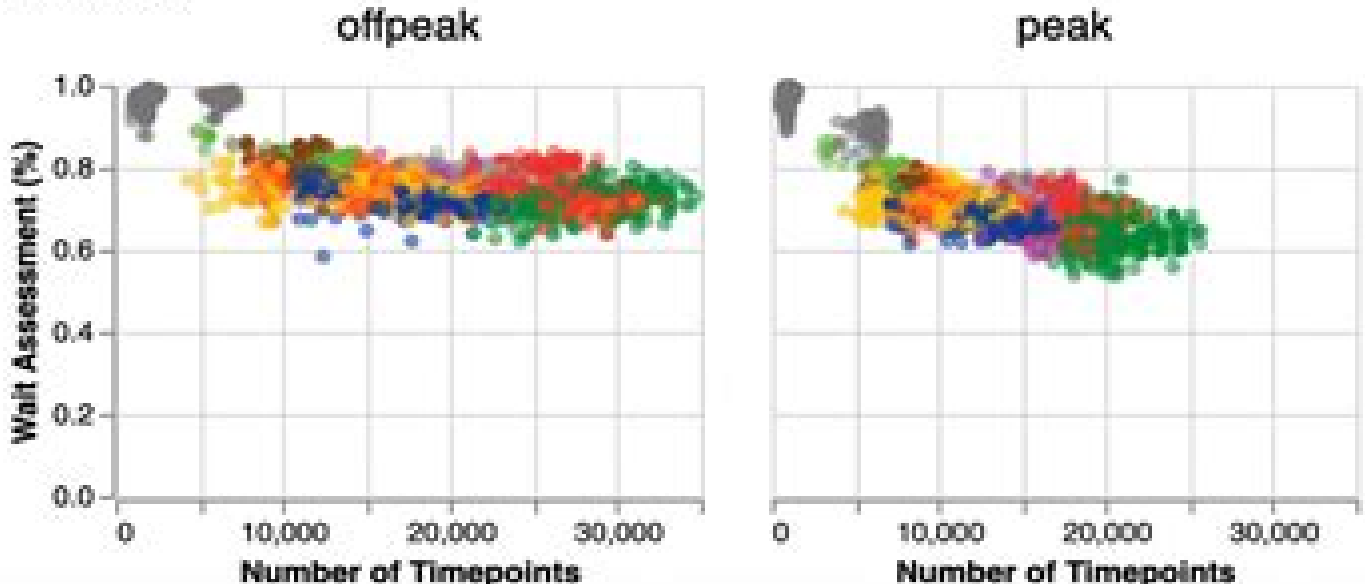 offpeak
peak
Wait Assessment (%)
1.0
0.8
0.6
0.4
0.2
0.0
0 10,000 20,000 30,000
0 10,000 20,000 30,000
Number of Timepoints
Number of Timepoints